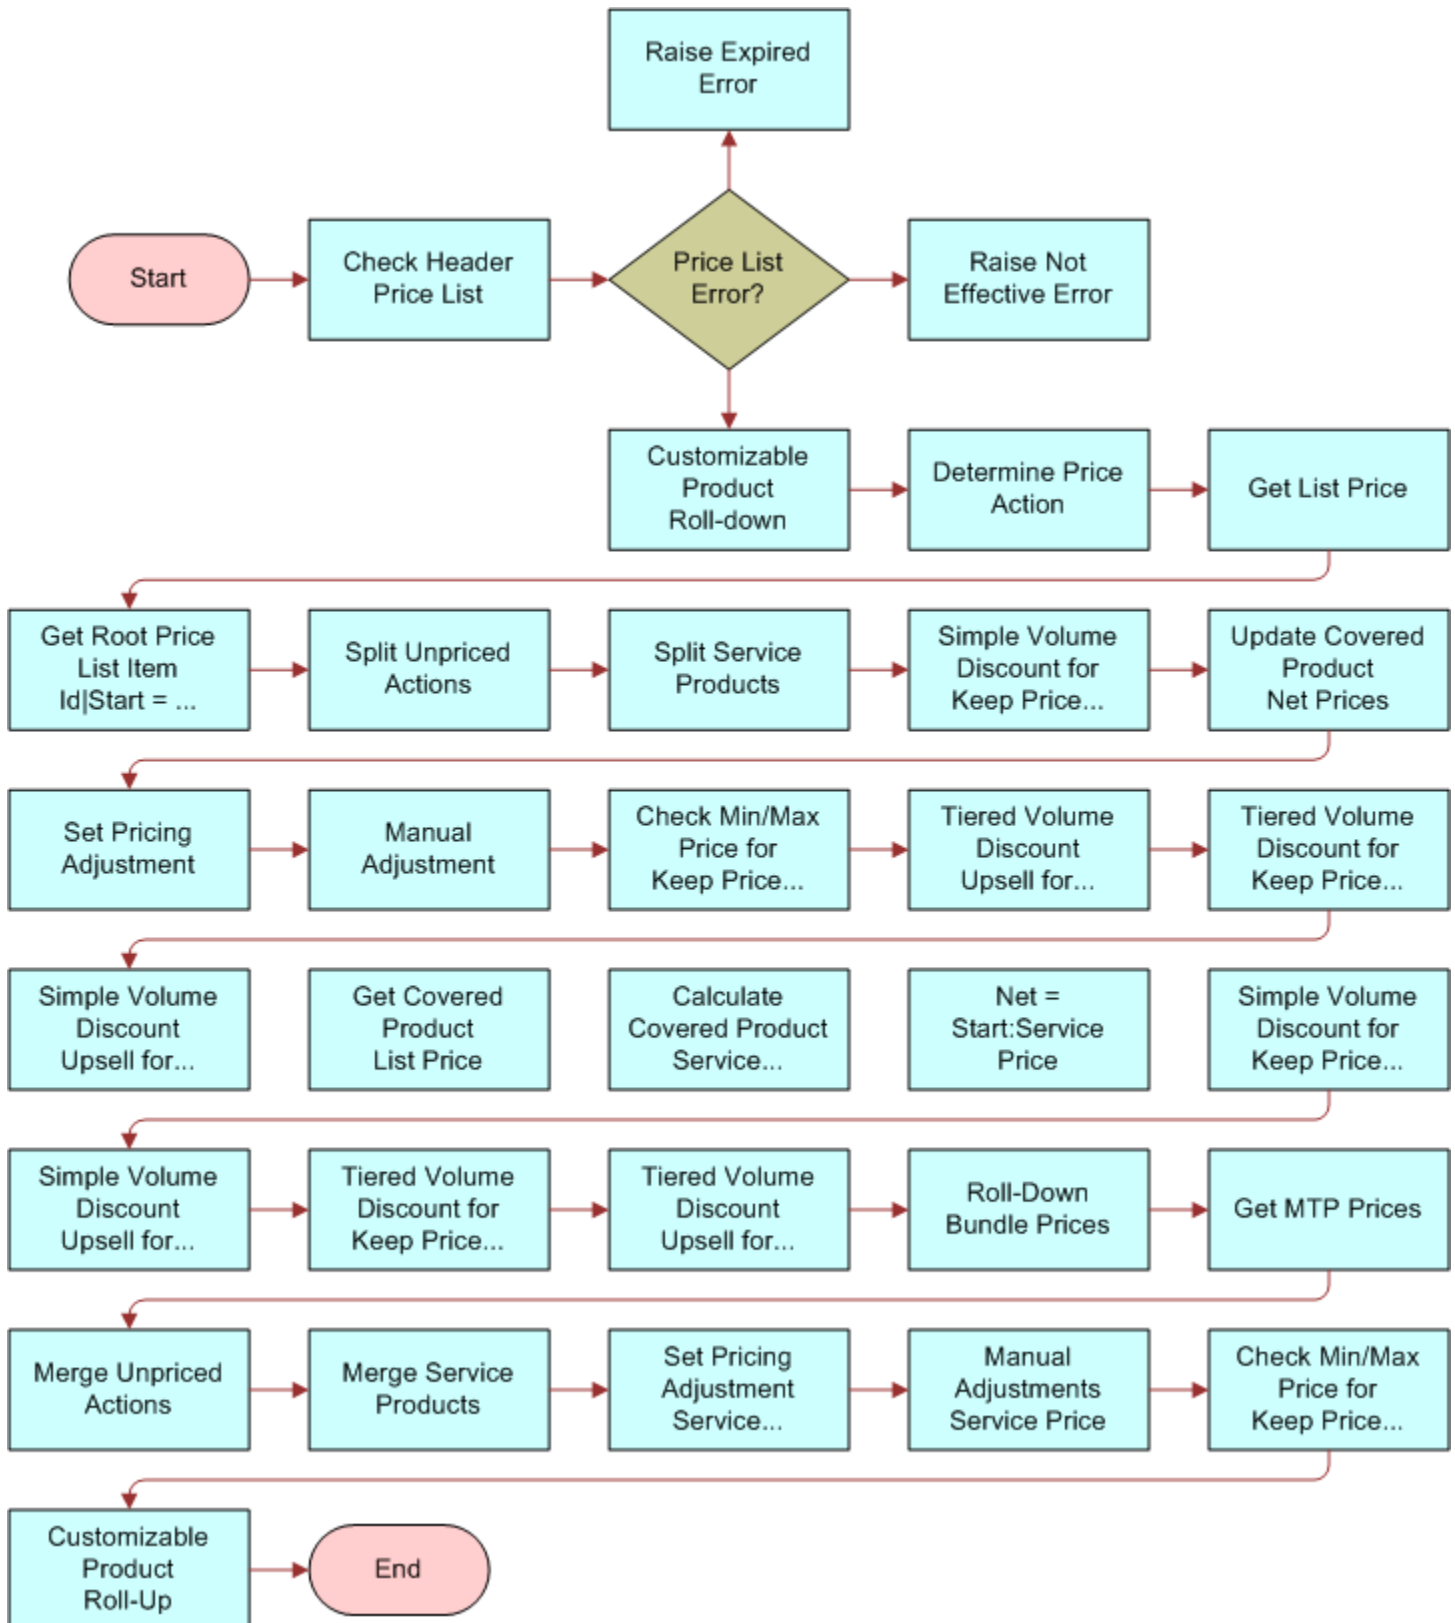 Raise Expired
Error
Start
Check Header
Price List
Price List
Error?
Raise Not
Effective Error
Customizable
Product
Roll-down
Determine Price
Action
Get List Price
Get Root Price
List Item
Id|Start = ...
Split Unpriced
Actions
Split Service
Products
Simple Volume
Discount for
Keep Price...
Update Covered
Product
Net Prices
Set Pricing
Adjustment
Manual
Adjustment
Check Min/Max
Price for
Keep Price...
Tiered Volume
Discount
Upsell for...
Tiered Volume
Discount for
Keep Price...
Simple Volume
Discount
Upsell for...
Get Covered
Product
List Price
Calculate
Covered Product
Service...
Net =
Start:Service
Price
Simple Volume
Discount for
Keep Price...
Simple Volume
Discount
Upsell for...
Tiered Volume
Discount for
Keep Price...
Tiered Volume
Discount
Upsell for...
Roll-Down
Bundle Prices
Get MTP Prices
Merge Unpriced
Actions
Merge Service
Products
Set Pricing
Adjustment
Service...
Manual
Adjustments
Service Price
Check Min/Max
Price for
Keep Price...
Customizable
Product
Roll-Up
End